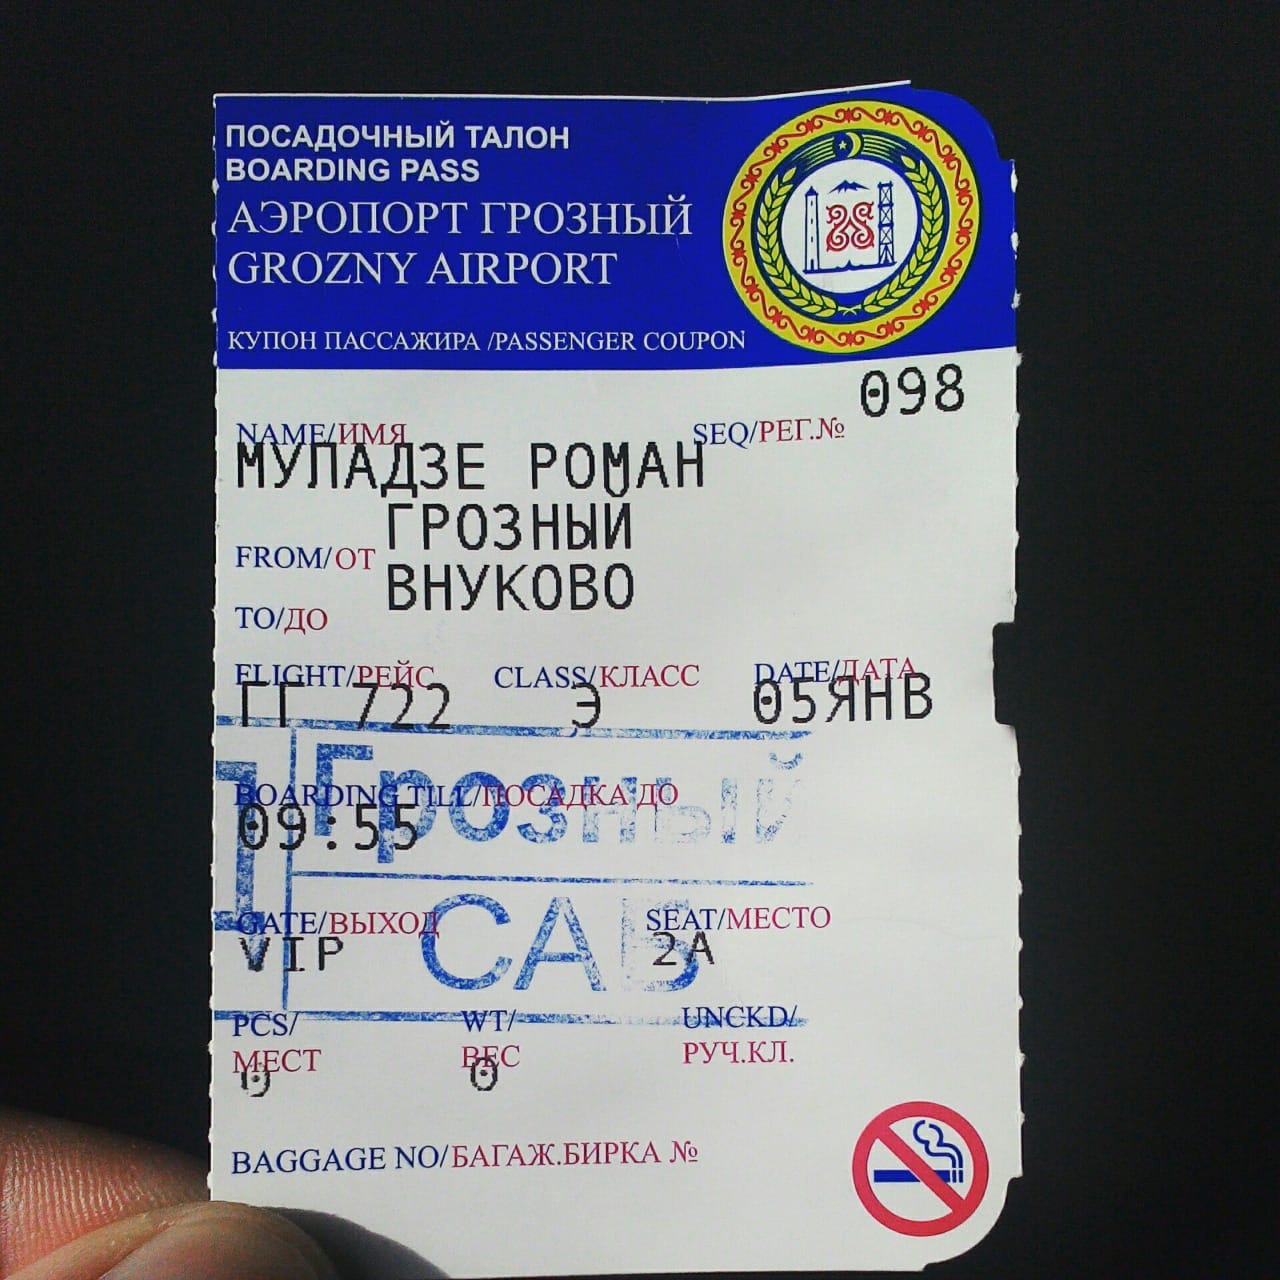 ПОСАДОЧНЫЙ ТАЛОН
BOARDING PASS
АЭРОПОРТ ГРОЗНЫЙ
GROZNY AIRPORT
КУПОН ПАССАЖИРА /PASSENGER COUPON
098
NAME/ИМЯ SEQ/РЕГ.№
МУЛАДЗЕ РОМАН
ГРОЗНЫЙ
FROM/ОТ
ВНУКОВО
TO/ДО
FLIGHT/РЕЙС CLASS/КЛАСС DATE/ДАТА
ГГ 722 Э 05ЯНВ
Грозный
BOARDING TILL/ПОСАДКА ДО
09:55
САБ
GATE/ВЫХОД SEAT/МЕСТО
VIP 2А
PCS/ WT/ UNCKD/
МЕСТ ВЕС РУЧ.КЛ.
0 0
BAGGAGE NO/БАГАЖ.БИРКА №